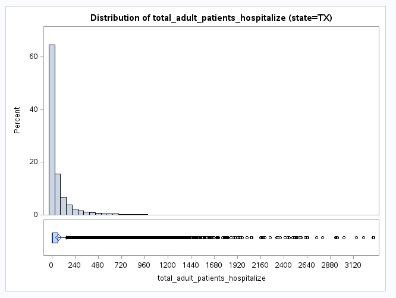 Distribution of total_adult_patients_hospitalize (state=TX)
Percent
60
40
20
0
0 240 480 720 960 1200 1440 1680 1920 2160 2400 2640 2880 3120
total_adult_patients_hospitalize